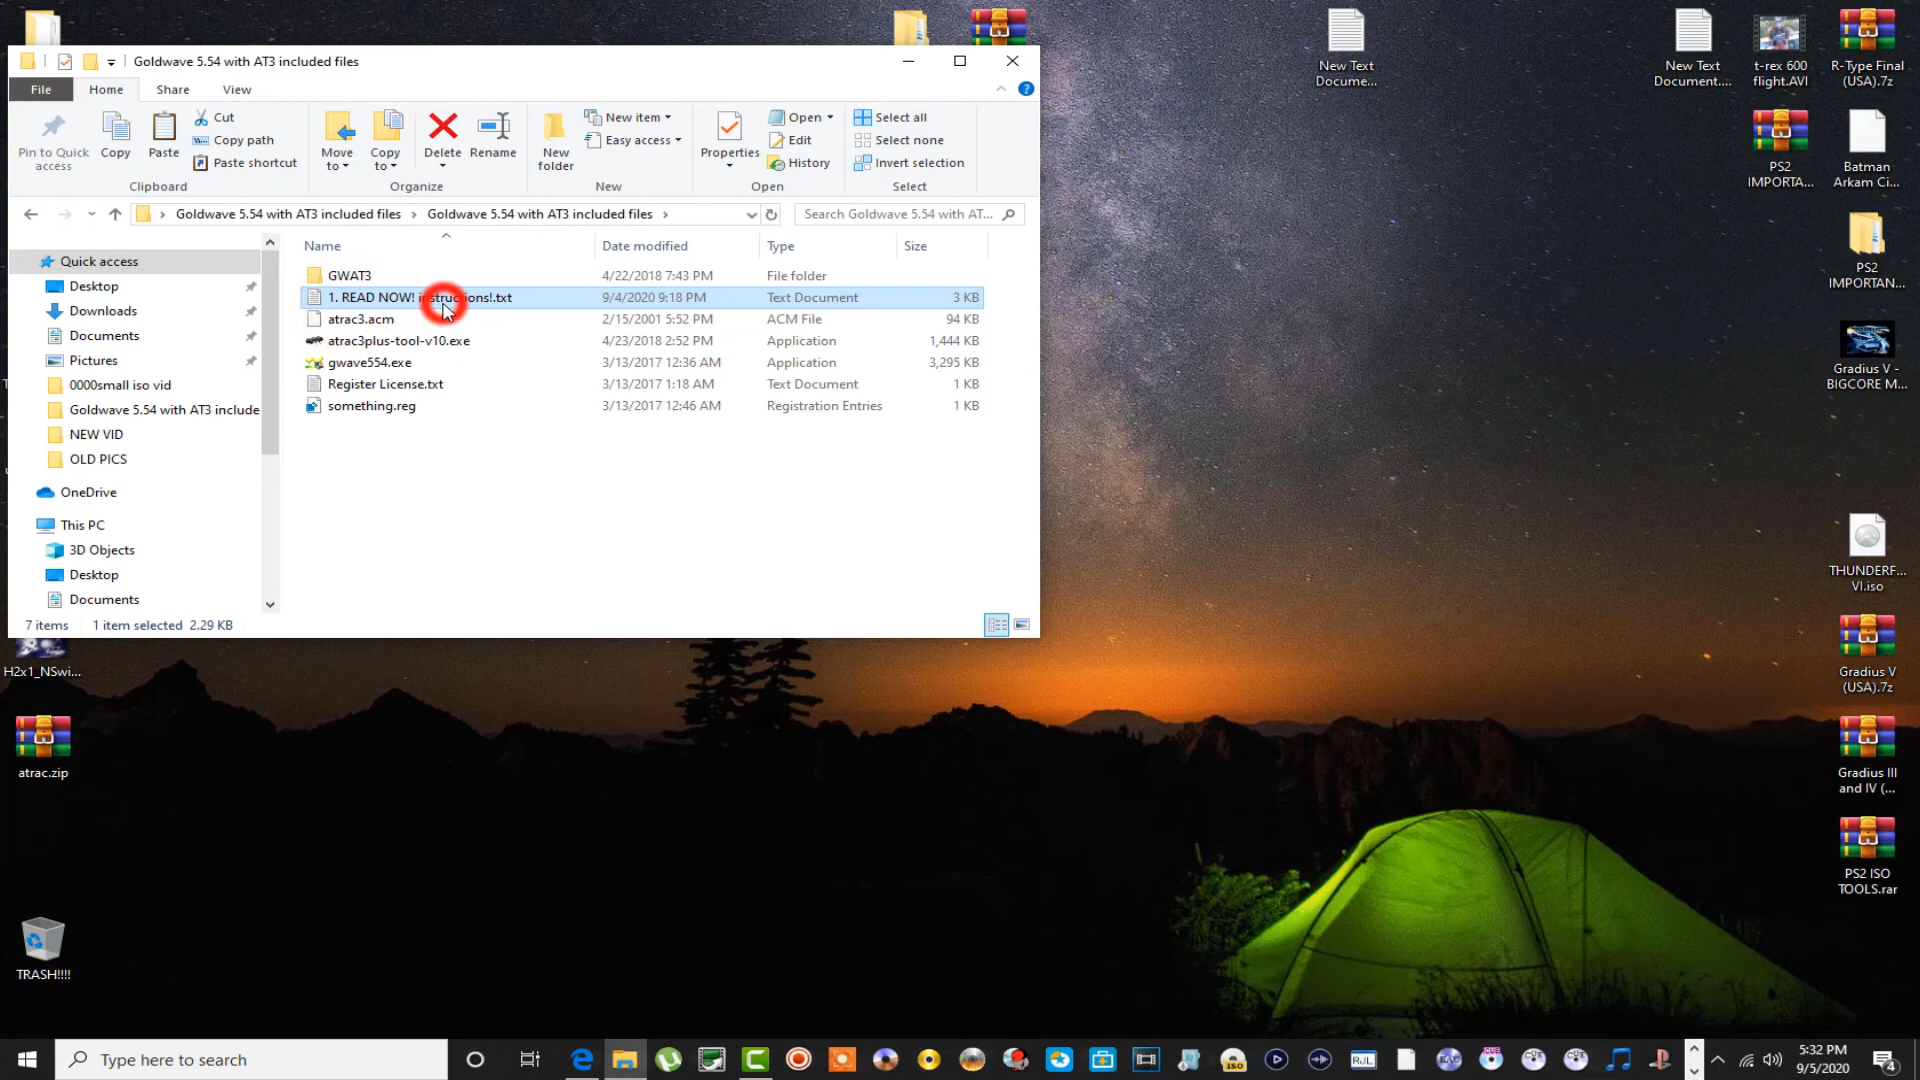 Goldwave 5.54 with AT3 included files
File
Home
Share
View
Pin to Quick access
Copy
Paste
Cut
Copy path
Paste shortcut
Clipboard
Move to
Copy to
Delete
Rename
Organize
New folder
New item
Easy access
New
Properties
Open
Edit
History
Open
Select all
Select none
Invert selection
Select
Goldwave 5.54 with AT3 included files
Goldwave 5.54 with AT3 included files
Search Goldwave 5.54 with AT...
Name
Date modified
Type
Size
GWAT3 4/22/2018 7:43 PM File folder
1. READ NOW! instructions!.txt 9/4/2020 9:18 PM Text Document 3 KB
atrac3.acm 2/15/2001 5:52 PM ACM File 94 KB
atrac3plus-tool-v10.exe 4/23/2018 2:52 PM Application 1,444 KB
gwave554.exe 3/13/2017 12:36 AM Application 3,295 KB
Register License.txt 3/13/2017 1:18 AM Text Document 1 KB
something.reg 3/13/2017 12:46 AM Registration Entries 1 KB
Quick access
Desktop
Downloads
Documents
Pictures
0000small iso vid
Goldwave 5.54 with AT3 include
NEW VID
OLD PICS
OneDrive
This PC
3D Objects
Desktop
Documents
7 items
1 item selected 2.29 KB
New Text
Docume...
New Text
Document....
t-rex 600
flight.AVI
R-Type Final
(USA).7z
PS2
IMPORTA...
Batman
Arkam Ci...
PS2
IMPORTAN...
Gradius V -
BIGCORE M...
THUNDERF...
VI.iso
Gradius V
(USA).7z
Gradius III
and IV (...
PS2 ISO
TOOLS.rar
H2x1_NSwi...
atrac.zip
TRASH!!!!
Type here to search
ISO
RJL
CUE
5:32 PM
9/5/2020
4